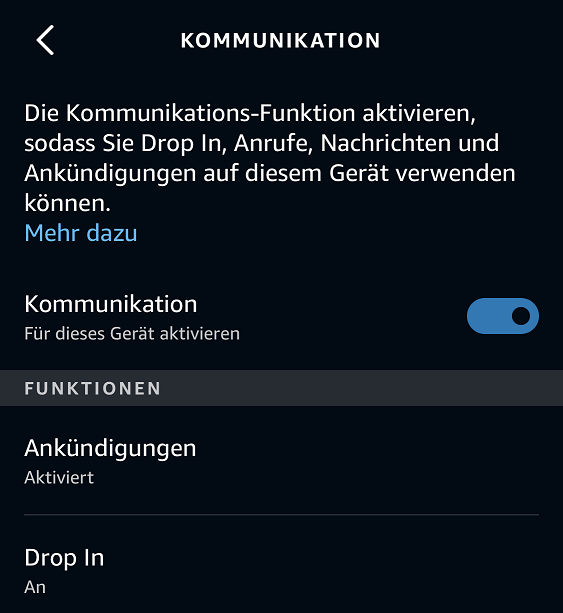 KOMMUNIKATION
Die Kommunikations-Funktion aktivieren,
sodass Sie Drop In, Anrufe, Nachrichten und
Ankündigungen auf diesem Gerät verwenden
können.
Mehr dazu
Kommunikation
Für dieses Gerät aktivieren
FUNKTIONEN
Ankündigungen
Aktiviert
Drop In
An